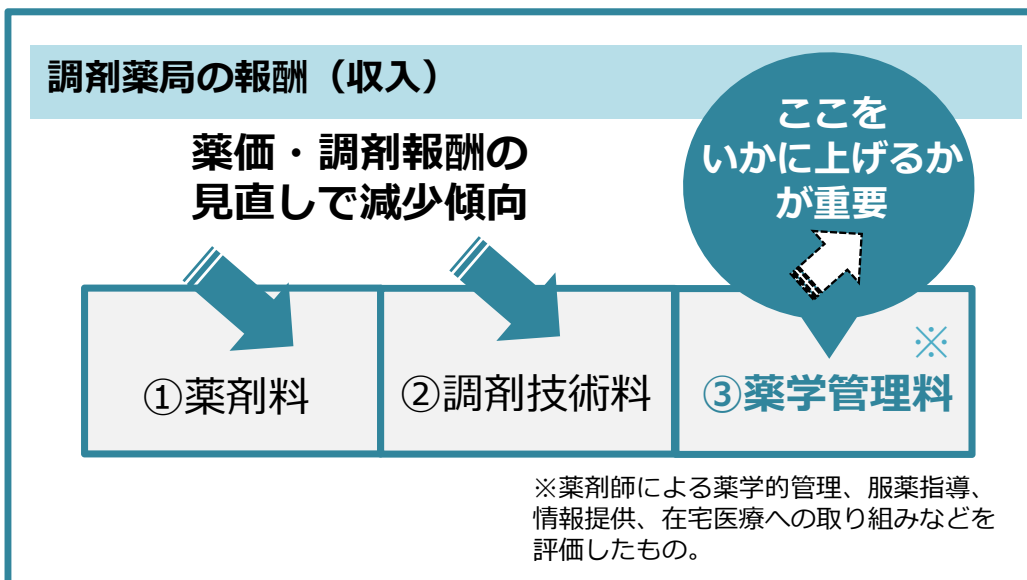 調剤薬局の報酬（収入）
薬価・調剤報酬の
見直しで減少傾向
ここを
いかに上げるか
が重要
①薬剤料
②調剤技術料
③薬学管理料
※
※薬剤師による薬学的管理、服薬指導、
情報提供、在宅医療への取り組みなどを
評価したもの。